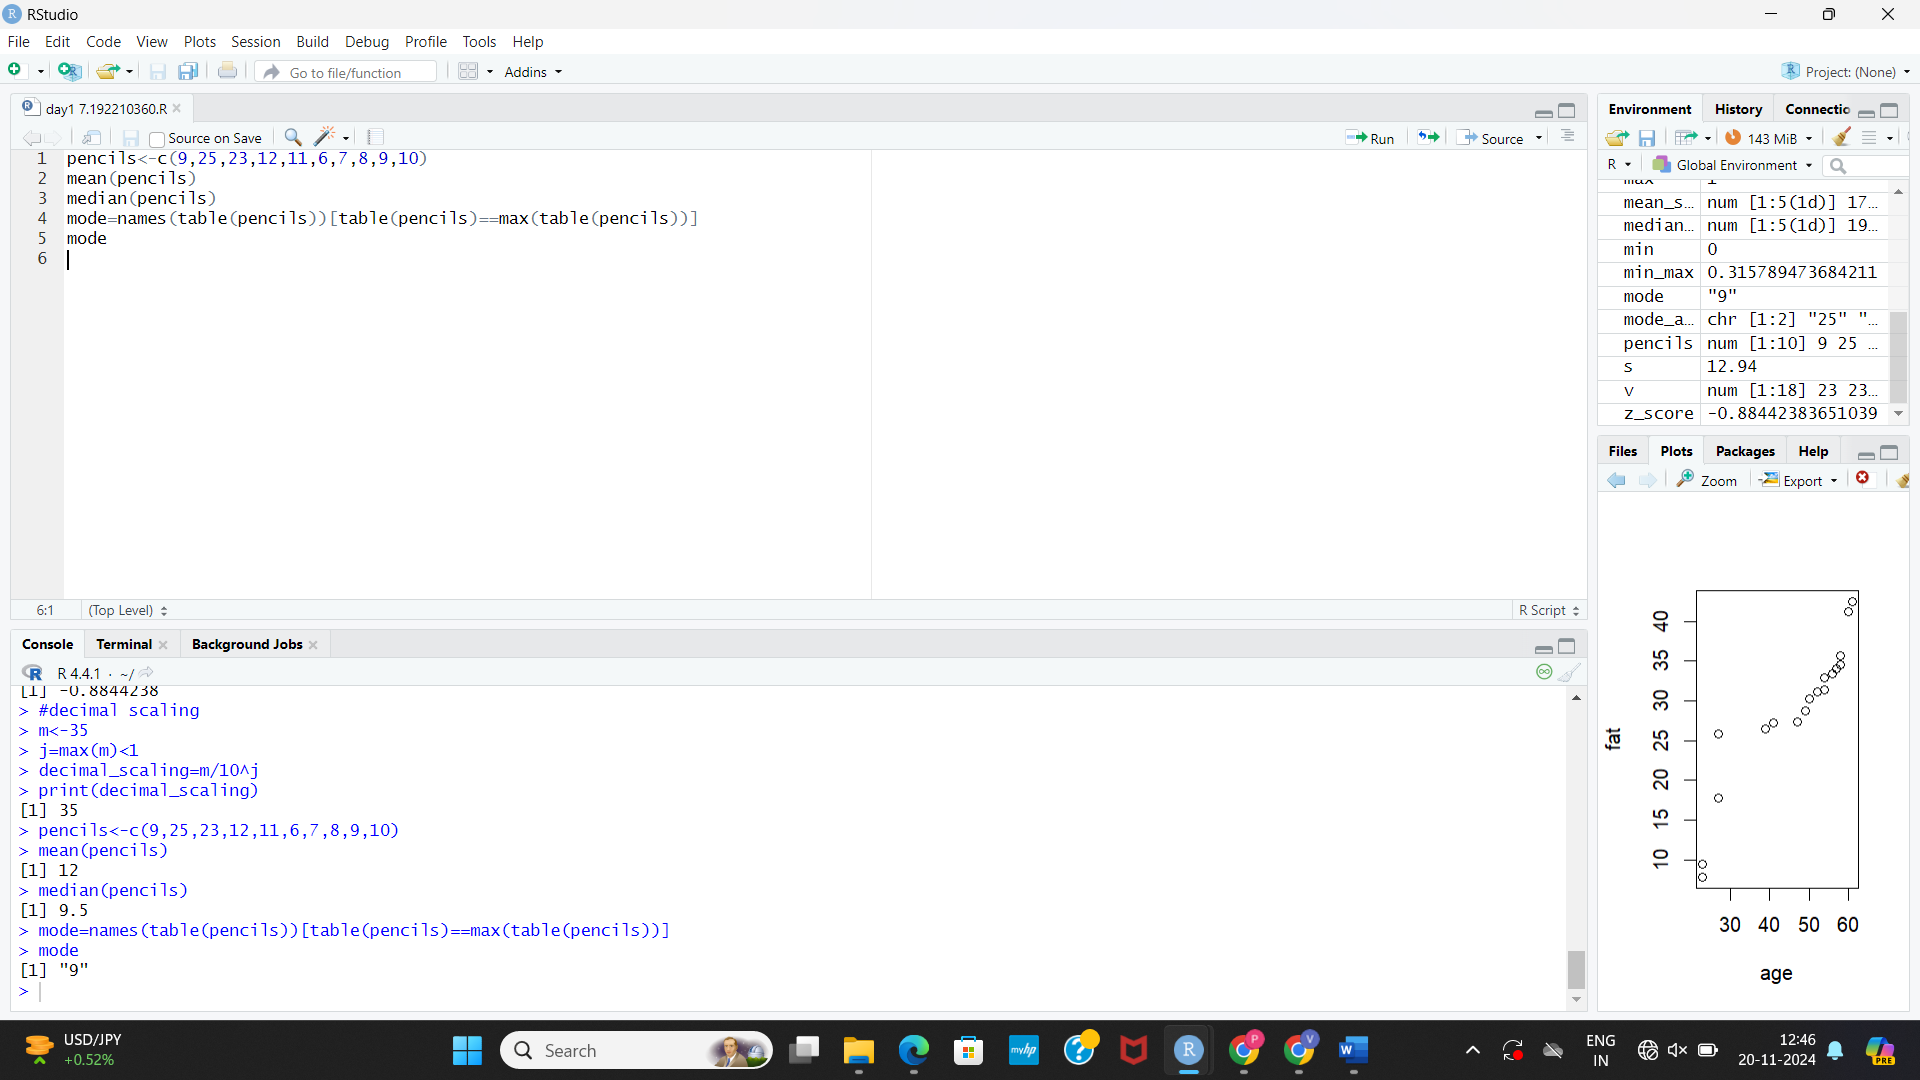 RStudio
File Edit Code View Plots Session Build Debug Profile Tools Help
Go to file/function Addins Project: (None)
day1 7.192210360.R
Source on Save Run Source
1 pencils<-c(9,25,23,12,11,6,7,8,9,10)
2 mean(pencils)
3 median(pencils)
4 mode=names(table(pencils))[table(pencils)==max(table(pencils))]
5 mode
6
6:1 (Top Level) R Script
Console Terminal Background Jobs
R 4.4.1 · ~/
[1] -0.8844238
> #decimal scaling
> m<-35
> j=max(m)<1
> decimal_scaling=m/10^j
> print(decimal_scaling)
[1] 35
> pencils<-c(9,25,23,12,11,6,7,8,9,10)
> mean(pencils)
[1] 12
> median(pencils)
[1] 9.5
> mode=names(table(pencils))[table(pencils)==max(table(pencils))]
> mode
[1] "9"
>
Environment History Connectio
143 MiB
R Global Environment
max 1
mean_s... num [1:5(1d)] 17...
median... num [1:5(1d)] 19...
min 0
min_max 0.315789473684211
mode "9"
mode_a... chr [1:2] "25" "...
pencils num [1:10] 9 25 ...
s 12.94
v num [1:18] 23 23...
z_score -0.88442383651039
Files Plots Packages Help
Zoom Export
fat
40
35
30
25
20
15
10
30 40 50 60
age
USD/JPY
+0.52%
Search
myhp
ENG
IN
12:46
20-11-2024
PRE